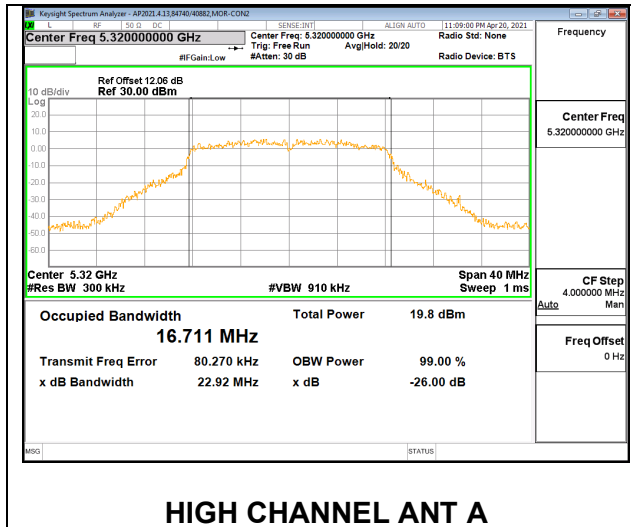 Keysight Spectrum Analyzer - AP2021.4.13,84740/40882,MOR-CON2
L RF 50 Ω DC SENSE:INT ALIGN AUTO 11:09:00 PM Apr 20, 2021
Center Freq 5.320000000 GHz
Center Freq: 5.320000000 GHz
Radio Std: None
Trig: Free Run Avg|Hold: 20/20
#IFGain:Low #Atten: 30 dB Radio Device: BTS
Frequency
Ref Offset 12.06 dB
10 dB/div Ref 30.00 dBm
Log
20.0
10.0
0.00
-10.0
-20.0
-30.0
-40.0
-50.0
-60.0
Center 5.32 GHz Span 40 MHz
#Res BW 300 kHz #VBW 910 kHz Sweep 1 ms
Occupied Bandwidth Total Power 19.8 dBm
16.711 MHz
Transmit Freq Error 80.270 kHz OBW Power 99.00 %
x dB Bandwidth 22.92 MHz x dB -26.00 dB
Center Freq
5.320000000 GHz
CF Step
4.000000 MHz
Auto Man
Freq Offset
0 Hz
MSG STATUS
HIGH CHANNEL ANT A